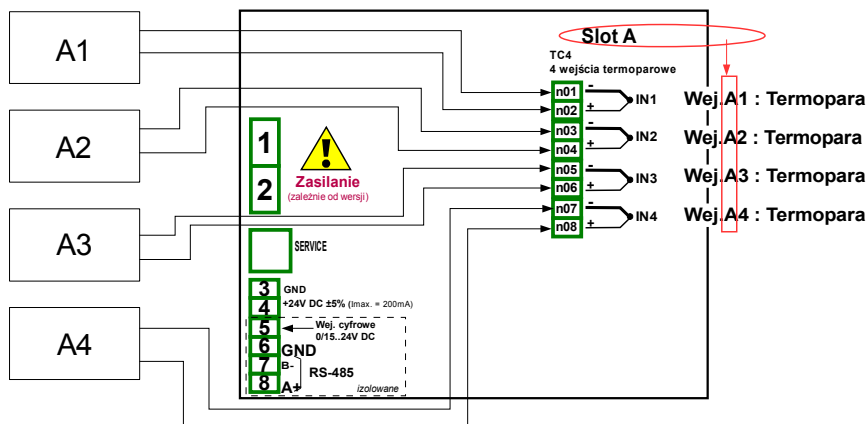 A1
A2
A3
A4
Slot A
TC4
4 wejścia termoparowe
n01 - IN1
n02 +
n03 - IN2
n04 +
n05 - IN3
n06 +
n07 - IN4
n08 +
Wej.A1 : Termopara
Wej.A2 : Termopara
Wej.A3 : Termopara
Wej.A4 : Termopara
1
2
Zasilanie
(zależnie od wersji)
SERVICE
3 GND
4 +24V DC ±5% (Imax. = 200mA)
5 Wej. cyfrowe
0/15..24V DC
6 GND
7 B-
RS-485
8 A+
izolowane